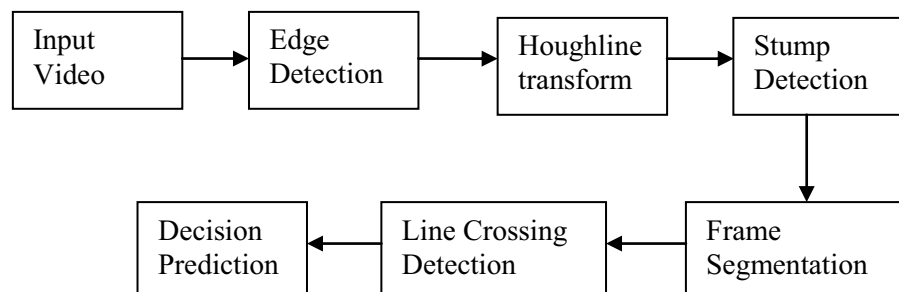 Input
Video
Edge
Detection
Houghline
transform
Stump
Detection
Frame
Segmentation
Line Crossing
Detection
Decision
Prediction